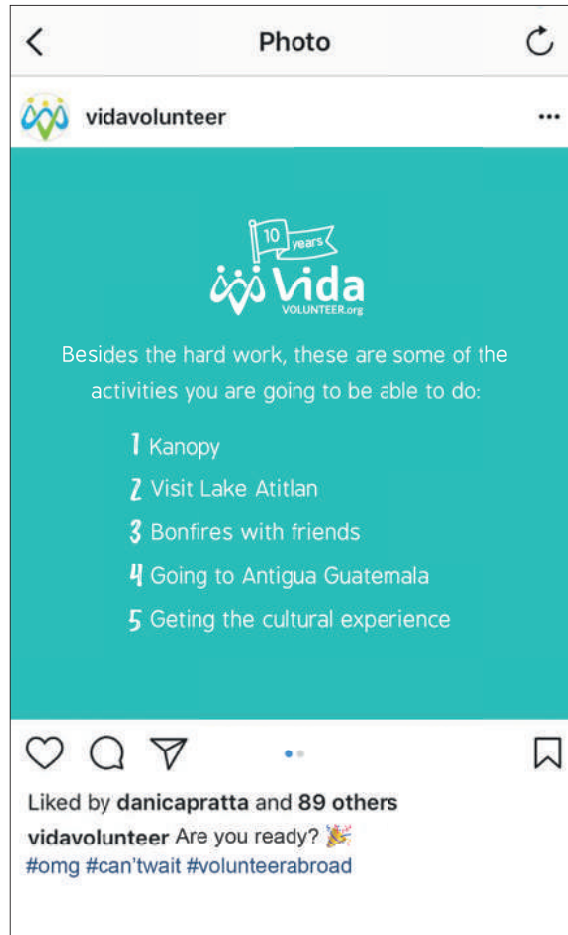 Photo
vidavolunteer
10 years
Vida
VOLUNTEER.org
Besides the hard work, these are some of the
activities you are going to be able to do:
1 Kanopy
2 Visit Lake Atitlan
3 Bonfires with friends
4 Going to Antigua Guatemala
5 Geting the cultural experience
Liked by danicapratta and 89 others
vidavolunteer Are you ready? 🎉
#omg #can'twait #volunteerabroad